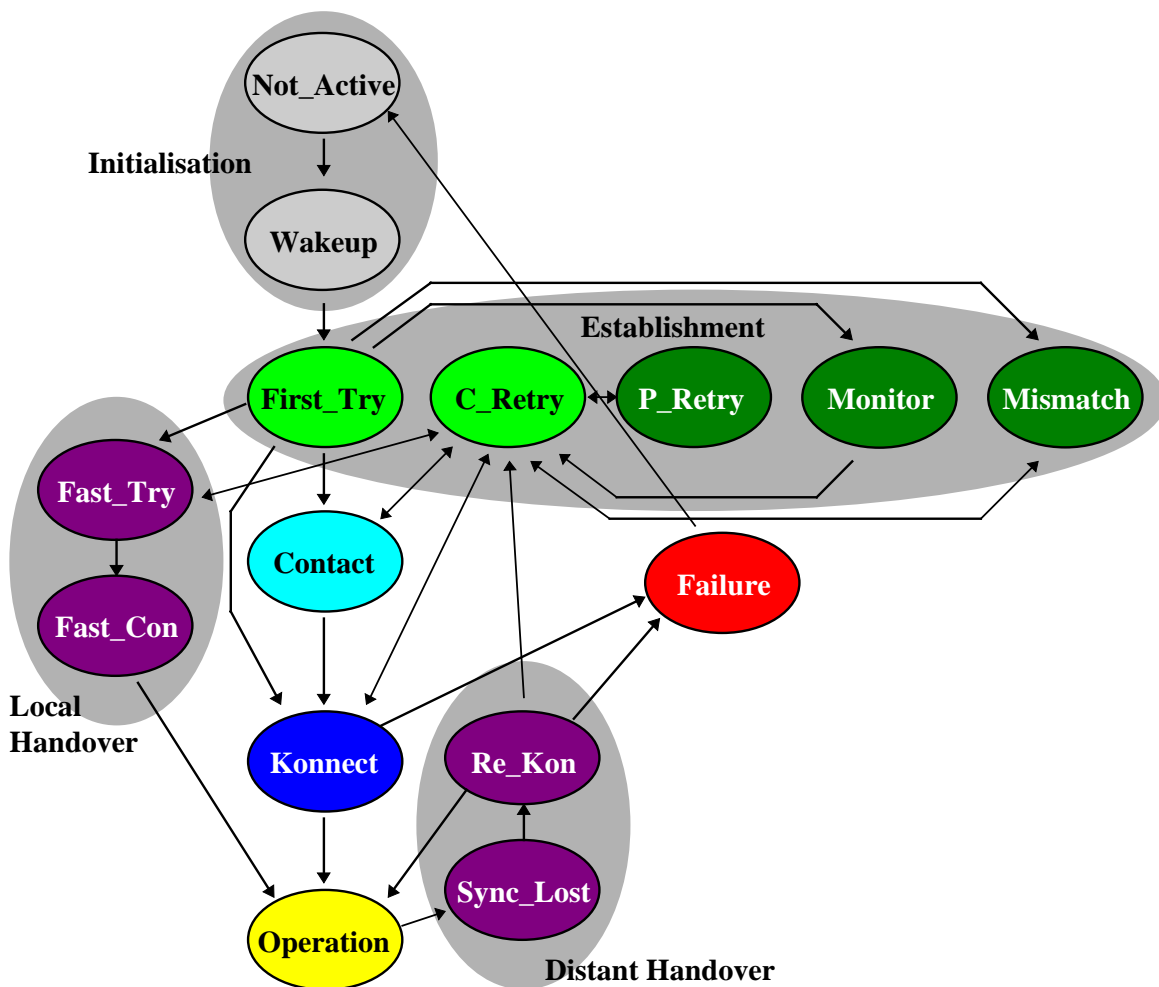 Not_Active
Initialisation
Wakeup
Establishment
First_Try
C_Retry
P_Retry
Monitor
Mismatch
Fast_Try
Contact
Failure
Fast_Con
Local
Handover
Konnect
Re_Kon
Sync_Lost
Operation
Distant Handover